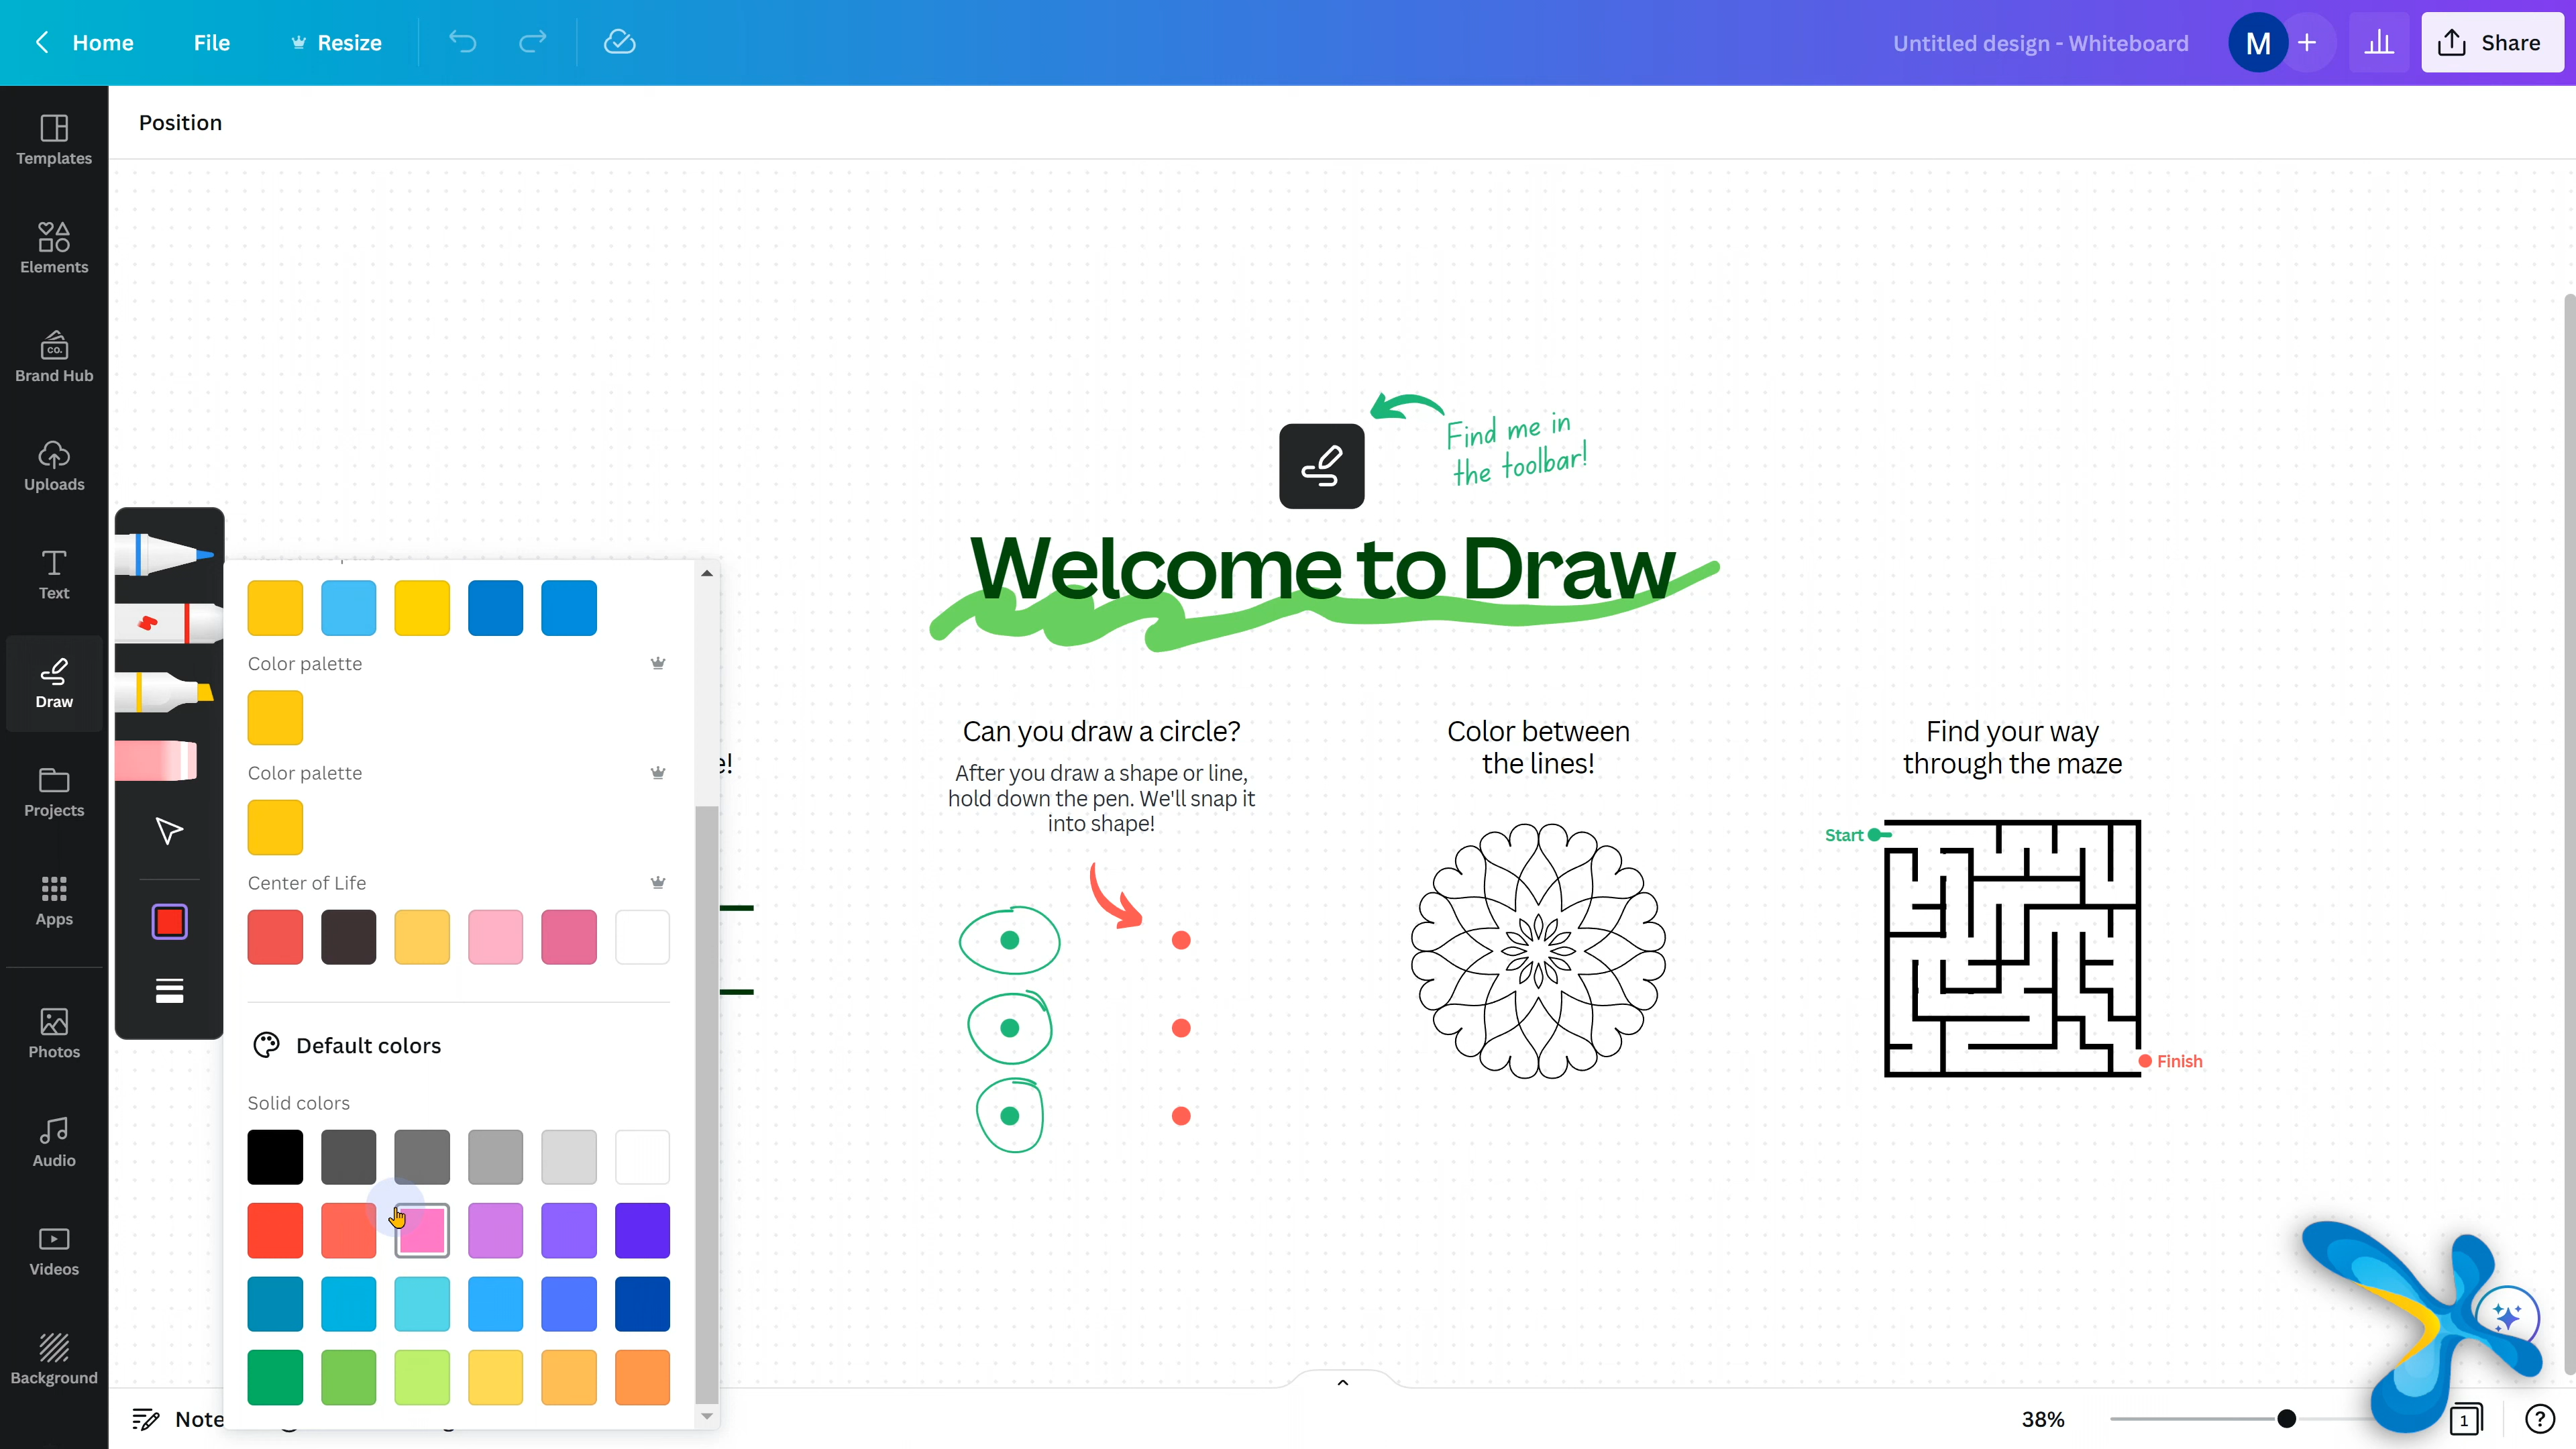 Home
File
Resize
Untitled design - Whiteboard
M
Share
Position
Templates
Elements
CO.
Brand Hub
Uploads
Text
Draw
Projects
Apps
Photos
Audio
Videos
Background
Color palette
Color palette
Center of Life
Default colors
Solid colors
Find me in
the toolbar!
Welcome to Draw
e!
Can you draw a circle?
After you draw a shape or line,
hold down the pen. We'll snap it
into shape!
Color between
the lines!
Find your way
through the maze
Start
Finish
Note
38%
1
?